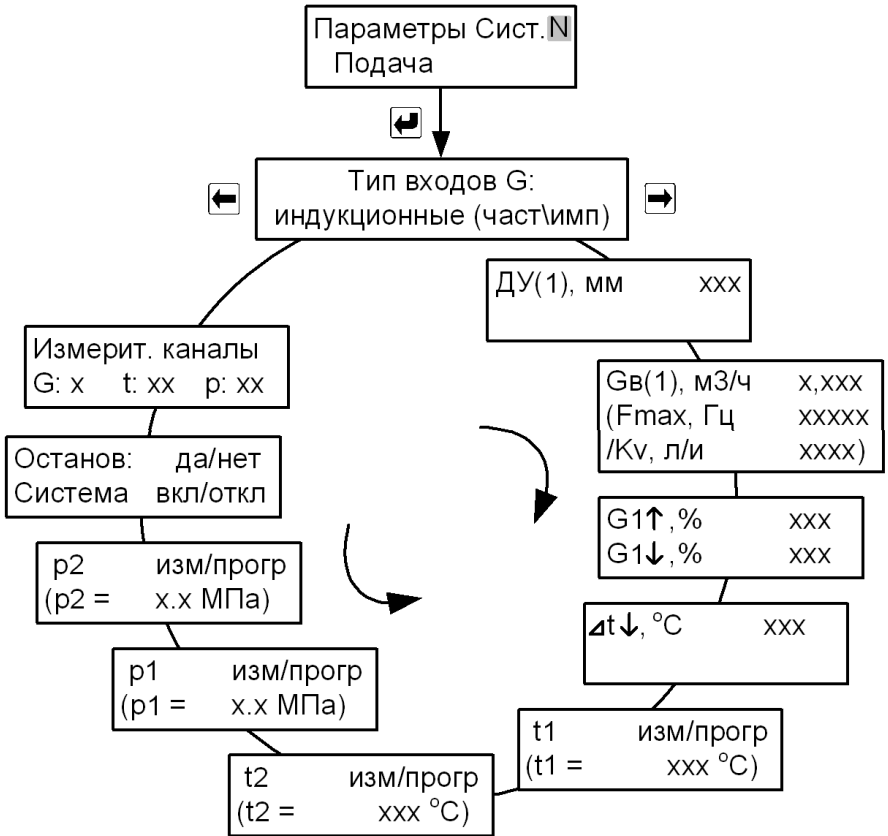 Параметры Сист.N
Подача
Тип входов G:
индукционные (част\имп)
ДУ(1), мм xxx
Gв(1), м3/ч x,xxx
(Fmax, Гц xxxxx
/Kv, л/и xxxx)
G1↑,% xxx
G1↓,% xxx
⊿t↓, °C xxx
t1 изм/прогр
(t1 = xxx °C)
t2 изм/прогр
(t2 = xxx °C)
p1 изм/прогр
(p1 = x.x МПа)
p2 изм/прогр
(p2 = x.x МПа)
Останов: да/нет
Система вкл/откл
Измерит. каналы
G: x t: xx p: xx